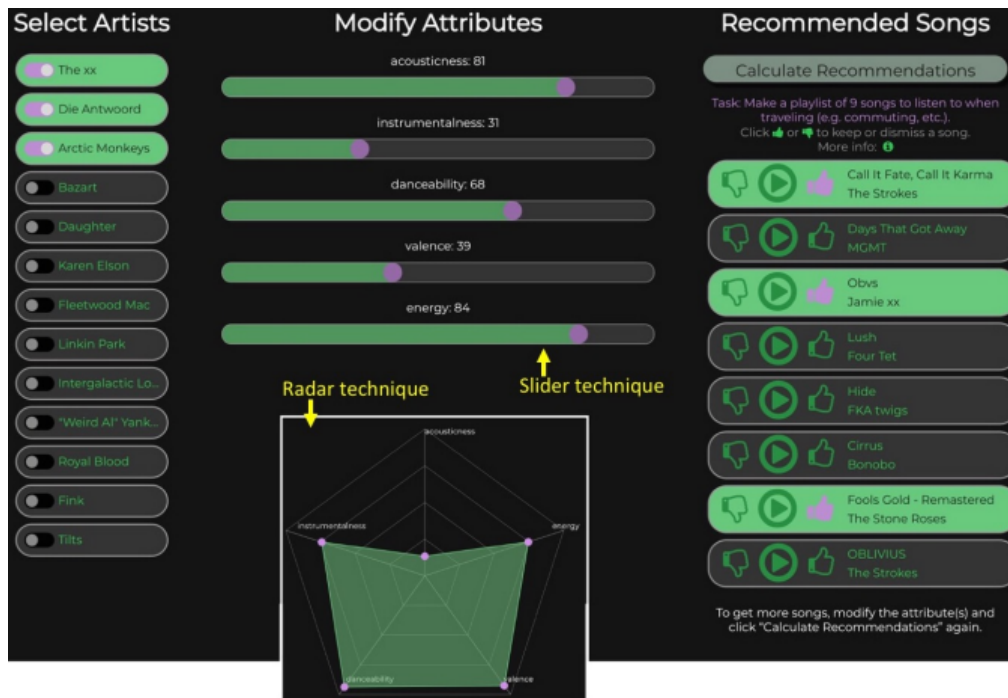 Select Artists
The xx
Die Antwoord
Arctic Monkeys
Bazart
Daughter
Karen Elson
Fleetwood Mac
Linkin Park
Intergalactic Lo...
"Weird Al" Yank...
Royal Blood
Fink
Tilts
Modify Attributes
acousticness: 81
instrumentalness: 31
danceability: 68
valence: 39
energy: 84
Radar technique
Slider technique
acousticness
instrumentalness
energy
danceability
valence
Recommended Songs
Calculate Recommendations
Task: Make a playlist of 9 songs to listen to when
traveling (e.g. commuting, etc.).
Click or to keep or dismiss a song.
More info:
Call It Fate, Call It Karma
The Strokes
Days That Got Away
MGMT
Obvs
Jamie xx
Lush
Four Tet
Hide
FKA twigs
Cirrus
Bonobo
Fools Gold - Remastered
The Stone Roses
OBLIVIUS
The Strokes
To get more songs, modify the attribute(s) and
click "Calculate Recommendations" again.